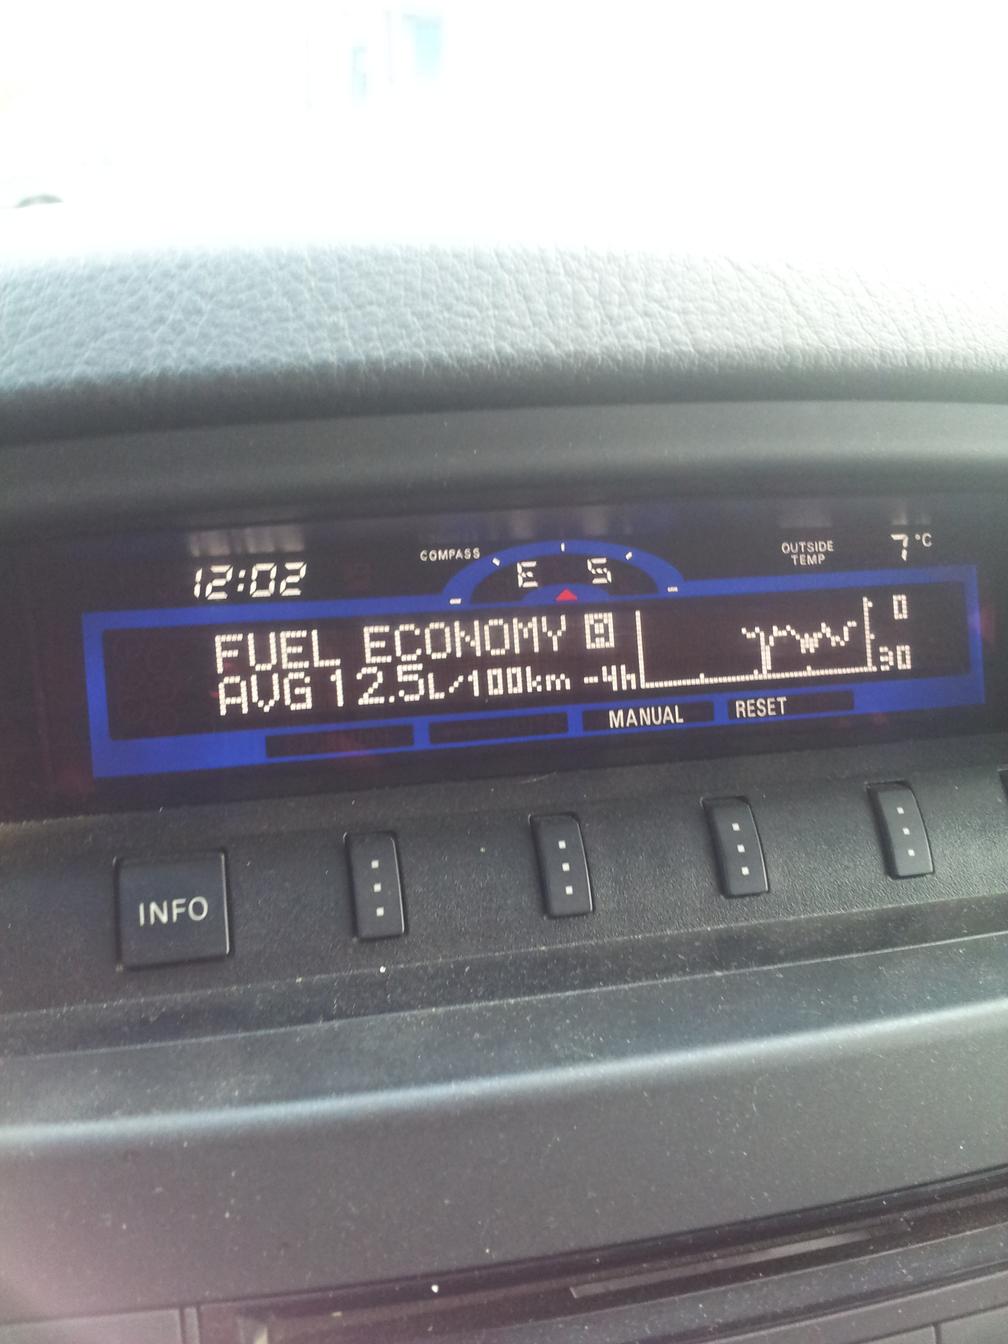 COMPASS
OUTSIDE TEMP
7°C
12:02
E S
FUEL ECONOMY
0
AVG 12.5L/100km -4h
30
MANUAL RESET
INFO